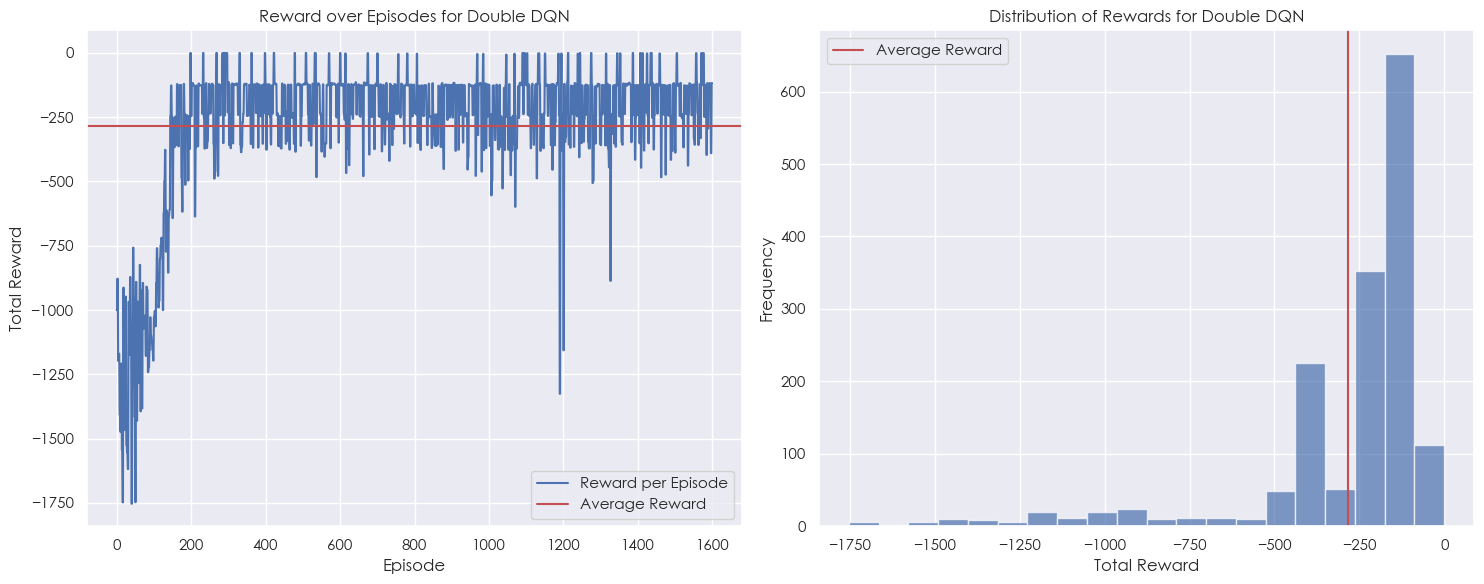 Reward over Episodes for Double DQN
0
−250
−500
−750
−1000
−1250
−1500
−1750
Total Reward
0 200 400 600 800 1000 1200 1400 1600
Episode
Reward per Episode
Average Reward
Distribution of Rewards for Double DQN
Average Reward
600
500
400
300
200
100
0
Frequency
−1750 −1500 −1250 −1000 −750 −500 −250 0
Total Reward